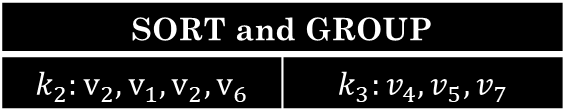 SORT and GROUP
k₂: v₂, v₁, v₂, v₆ k₃: v₄, v₅, v₇